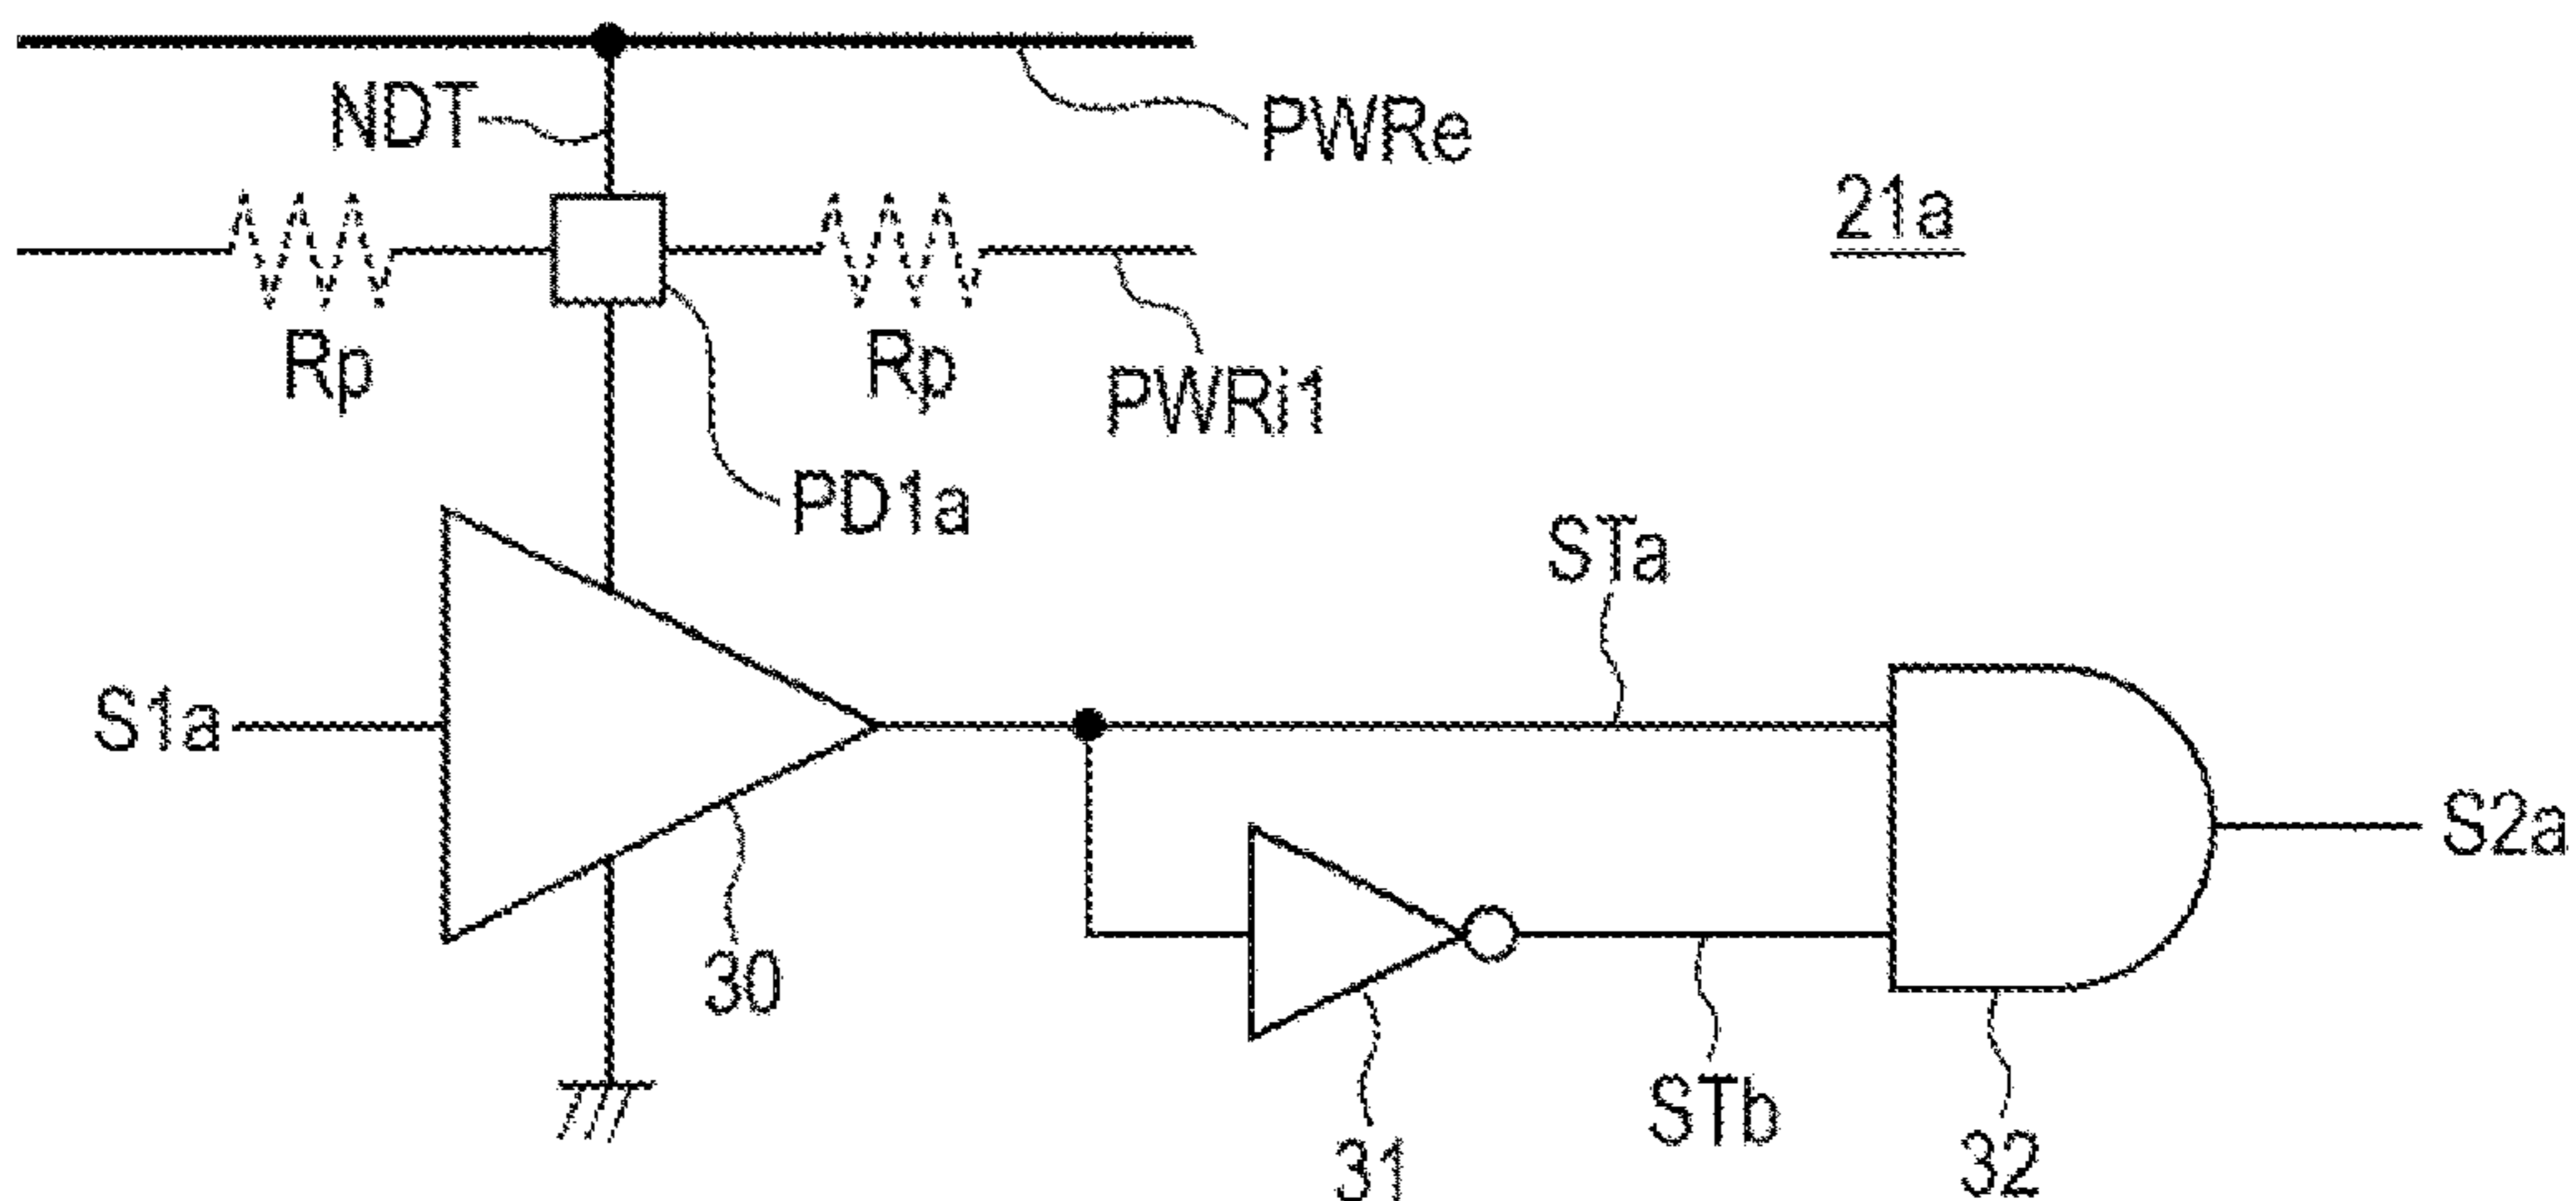 NDT
PWRe
21a
Rp
Rp
PWRi1
PD1a
STa
S1a
S2a
30
STb
31
32